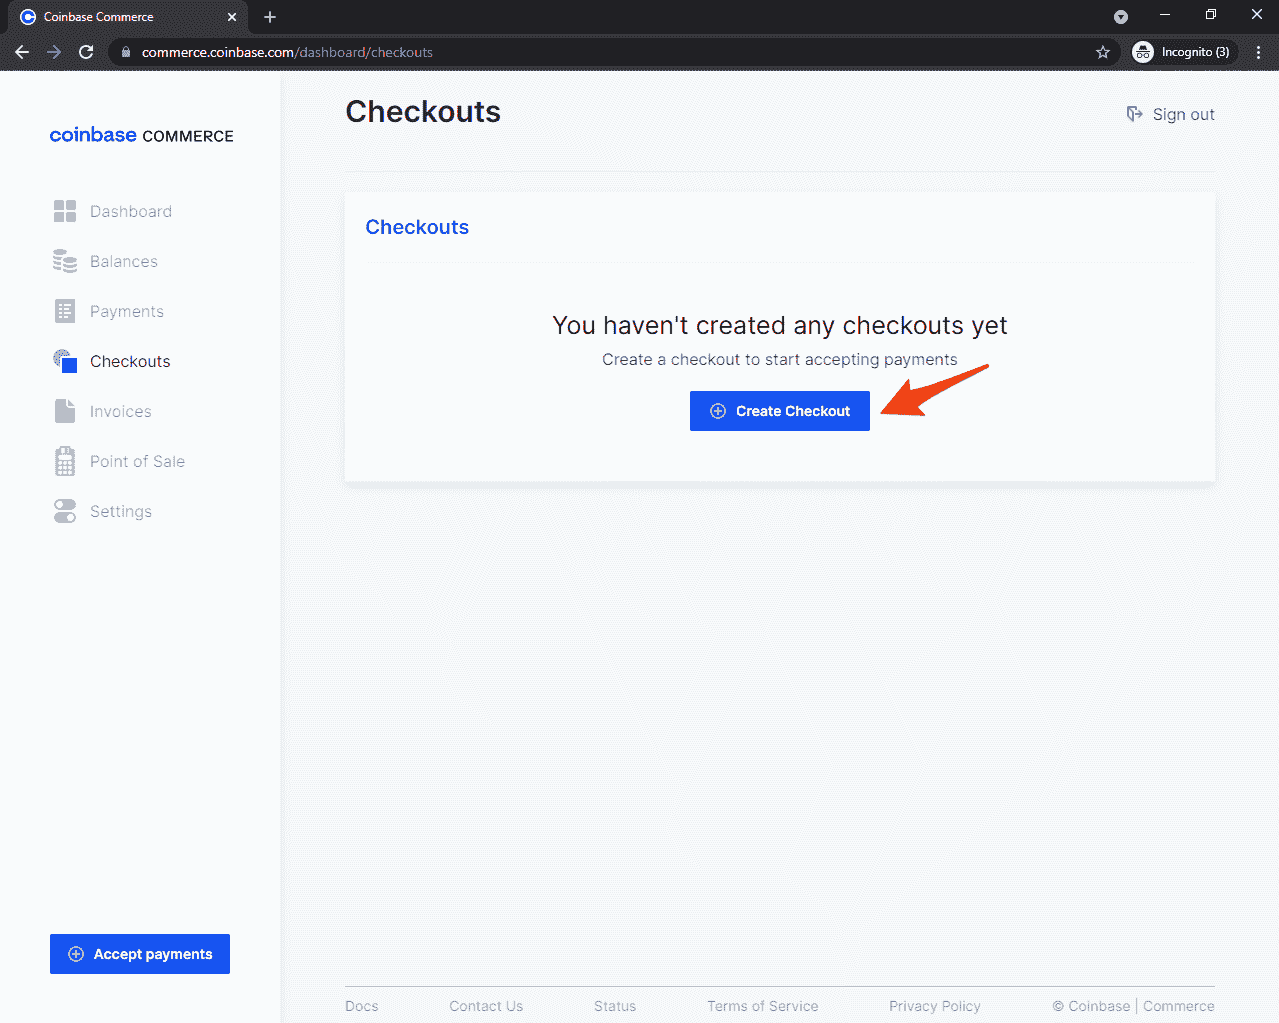 Coinbase Commerce
commerce.coinbase.com/dashboard/checkouts
Incognito (3)
coinbase COMMERCE
Dashboard
Balances
Payments
Checkouts
Invoices
Point of Sale
Settings
Accept payments
Checkouts
Sign out
Checkouts
You haven't created any checkouts yet
Create a checkout to start accepting payments
Create Checkout
Docs
Contact Us
Status
Terms of Service
Privacy Policy
© Coinbase | Commerce